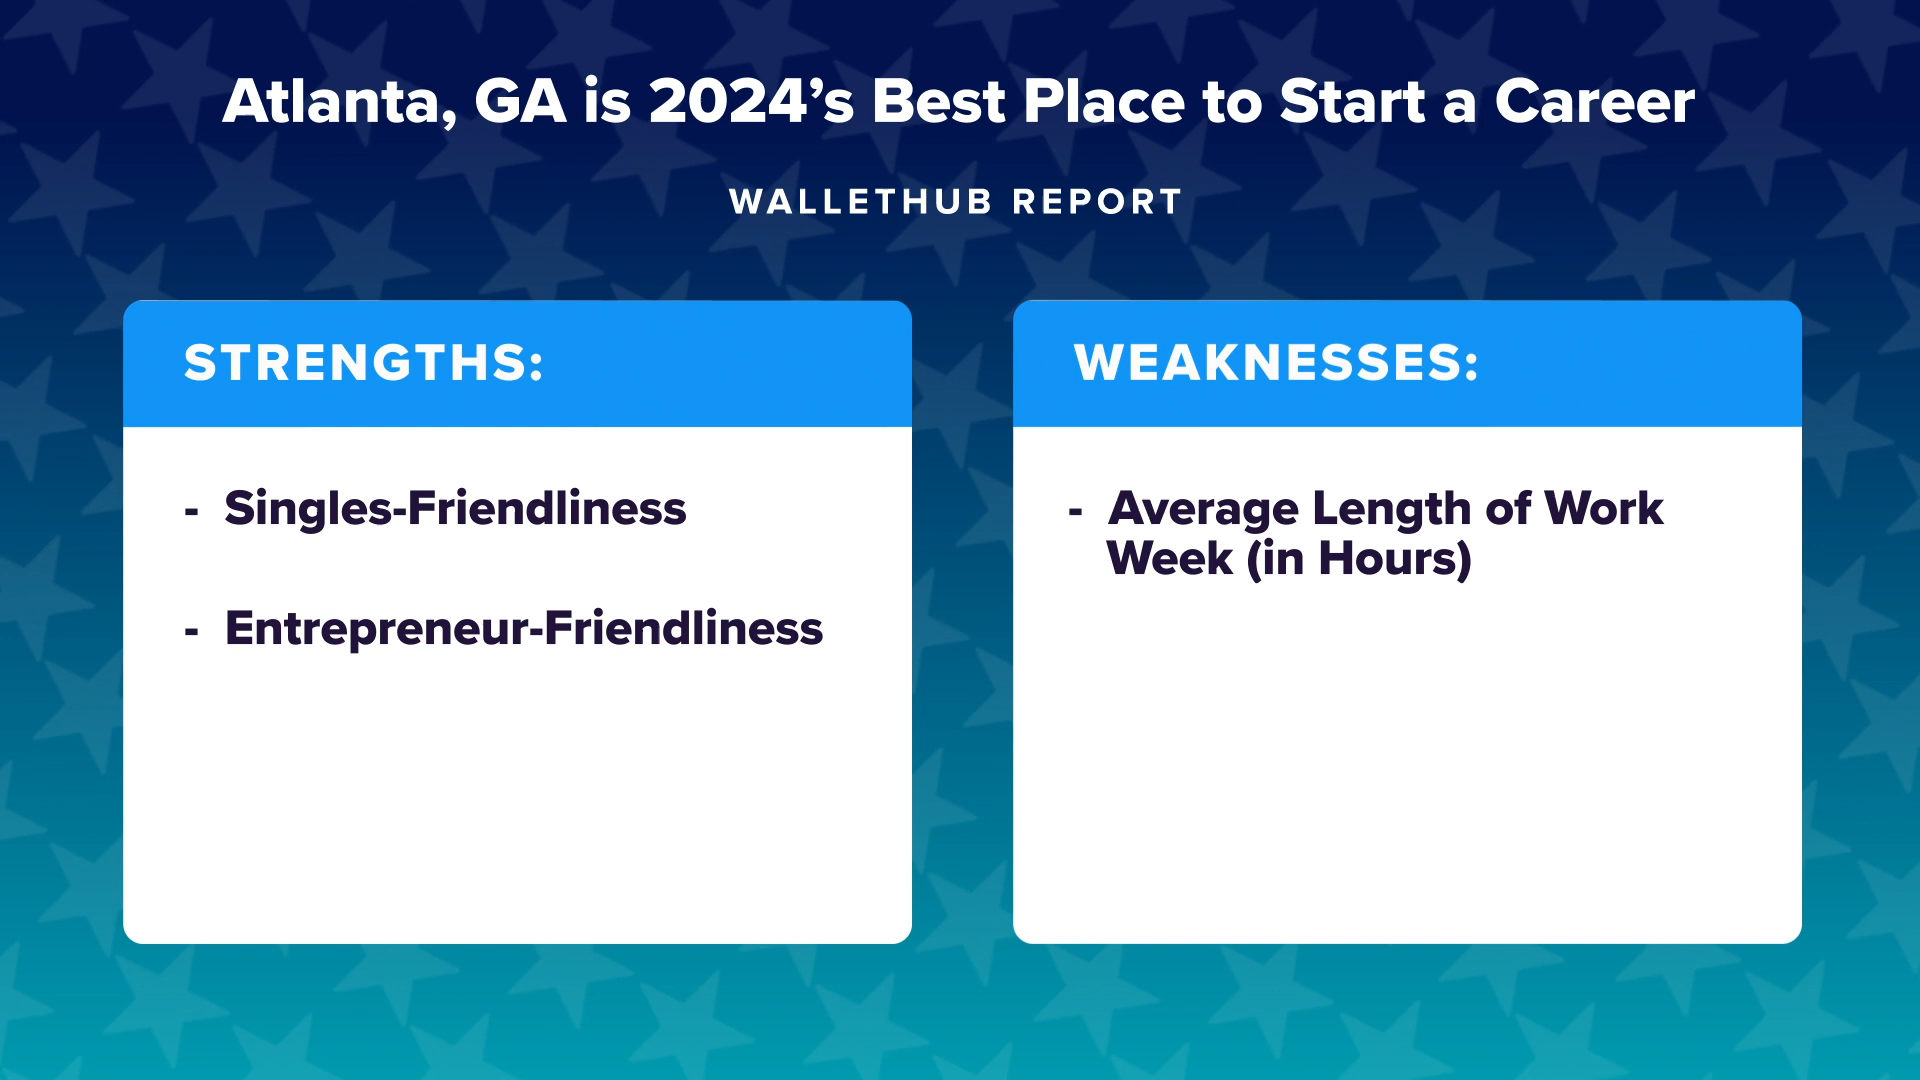 Atlanta, GA is 2024’s Best Place to Start a Career
WALLETHUB REPORT
STRENGTHS:
- Singles-Friendliness
- Entrepreneur-Friendliness
WEAKNESSES:
- Average Length of Work
Week (in Hours)